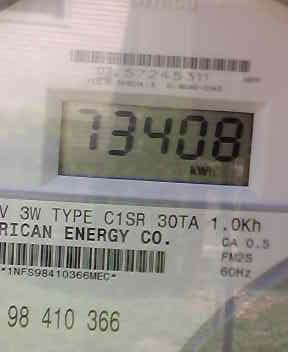 73408
kWh
V 3W TYPE C1SR 30TA 1.0Kh
RICAN ENERGY CO.
CA 0.5
FM2S
60Hz
*1NFS98410366MEC*
98 410 366